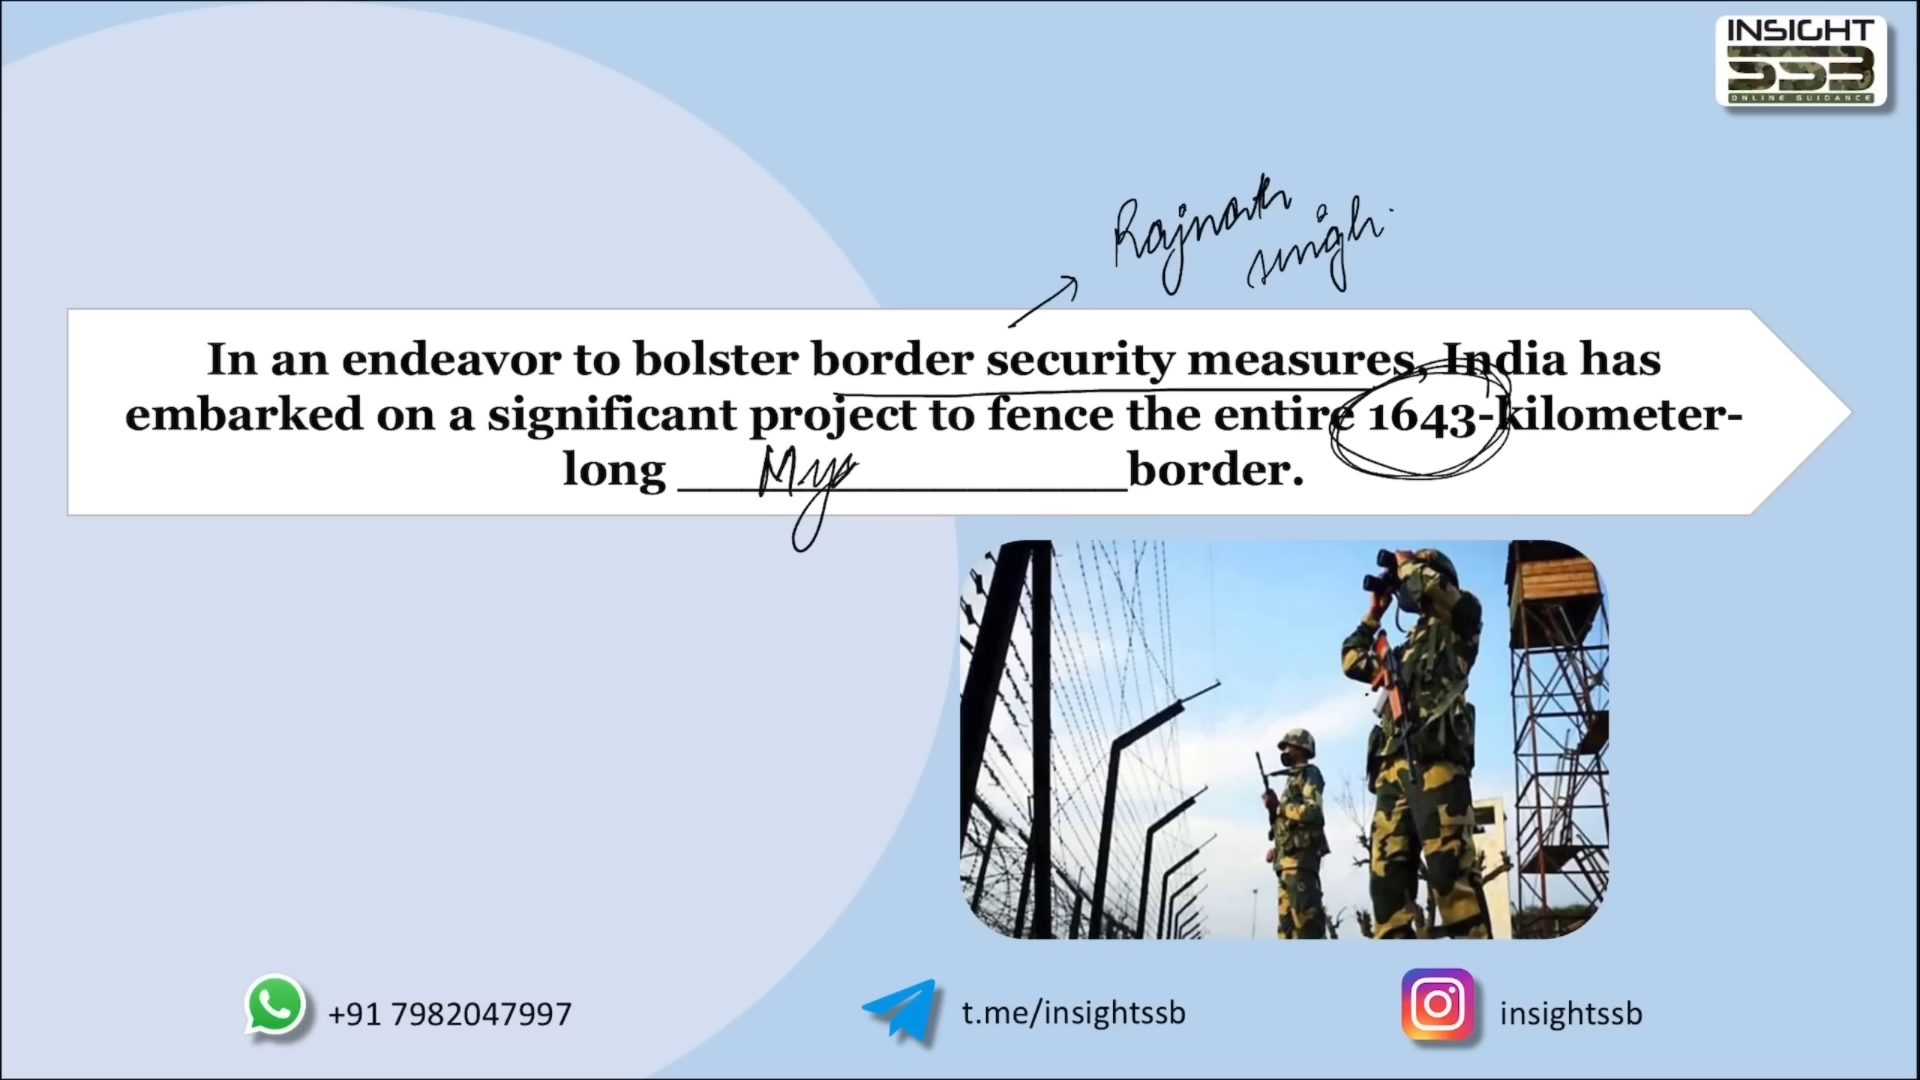 INSIGHT
SSB
ONLINE GUIDANCE
Rajnath
singh.
In an endeavor to bolster border security measures, India has
embarked on a significant project to fence the entire 1643-kilometer-
long ____My____border.
+91 7982047997
t.me/insightssb
insightssb